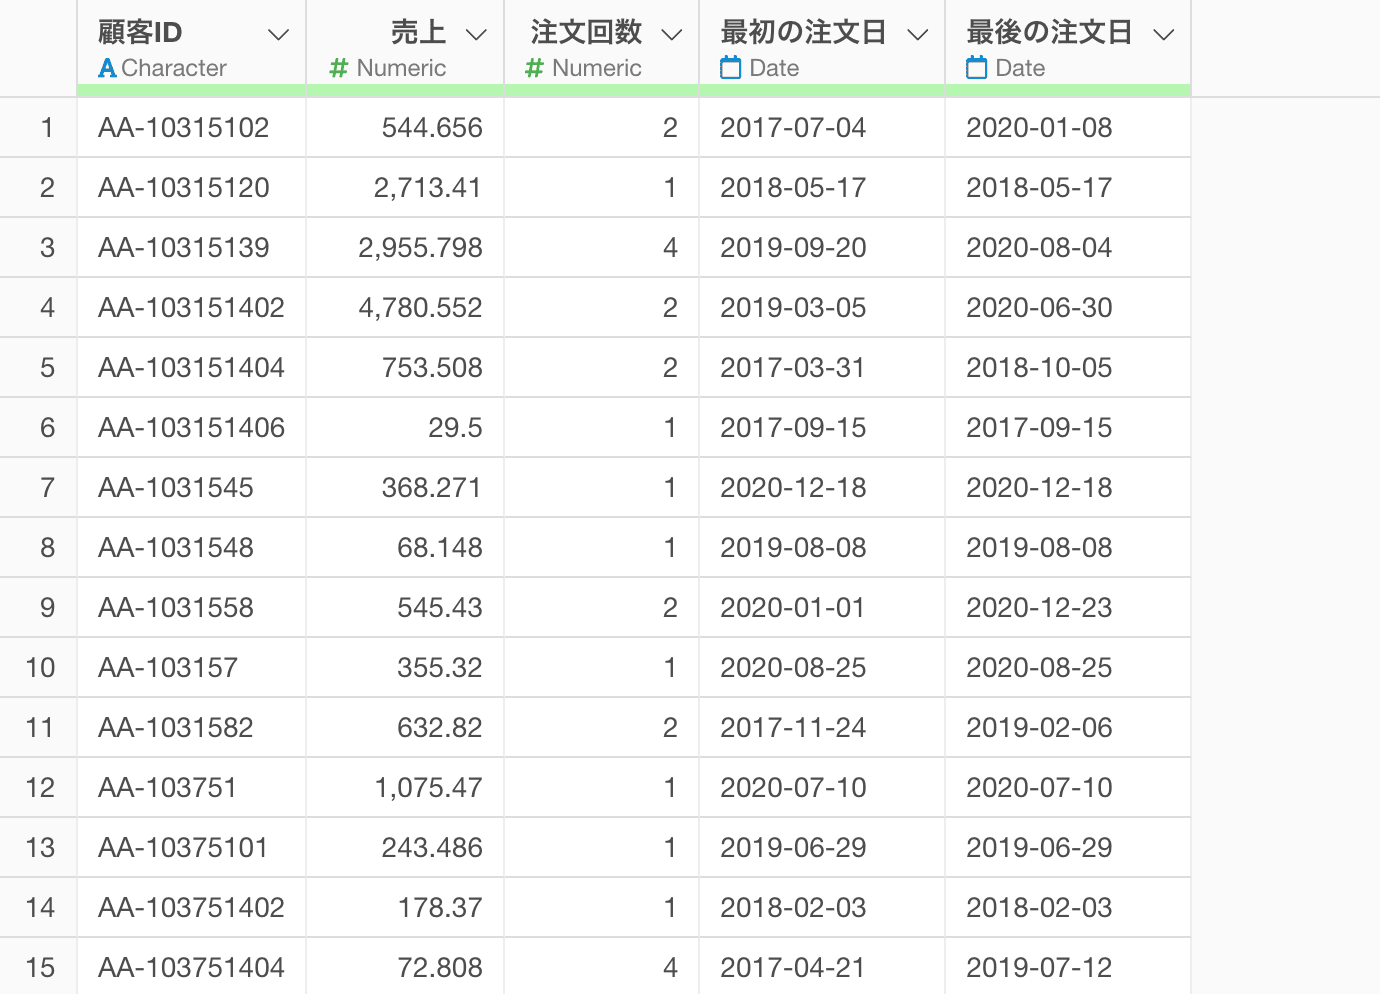 顧客ID 売上 注文回数 最初の注文日 最後の注文日
Character Numeric Numeric Date Date
1 AA-10315102 544.656 2 2017-07-04 2020-01-08
2 AA-10315120 2,713.41 1 2018-05-17 2018-05-17
3 AA-10315139 2,955.798 4 2019-09-20 2020-08-04
4 AA-103151402 4,780.552 2 2019-03-05 2020-06-30
5 AA-103151404 753.508 2 2017-03-31 2018-10-05
6 AA-103151406 29.5 1 2017-09-15 2017-09-15
7 AA-1031545 368.271 1 2020-12-18 2020-12-18
8 AA-1031548 68.148 1 2019-08-08 2019-08-08
9 AA-1031558 545.43 2 2020-01-01 2020-12-23
10 AA-103157 355.32 1 2020-08-25 2020-08-25
11 AA-1031582 632.82 2 2017-11-24 2019-02-06
12 AA-103751 1,075.47 1 2020-07-10 2020-07-10
13 AA-10375101 243.486 1 2019-06-29 2019-06-29
14 AA-103751402 178.37 1 2018-02-03 2018-02-03
15 AA-103751404 72.808 4 2017-04-21 2019-07-12